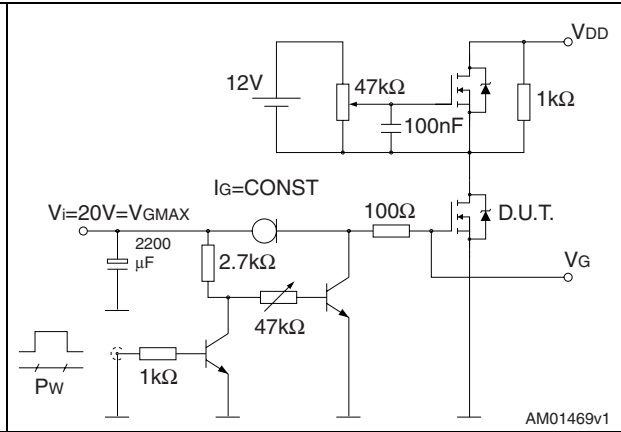 VDD
12V
47kΩ
1kΩ
100nF
IG=CONST
Vi=20V=VGMAX
100Ω
D.U.T.
2200
μF
2.7kΩ
VG
47kΩ
1kΩ
PW
AM01469v1